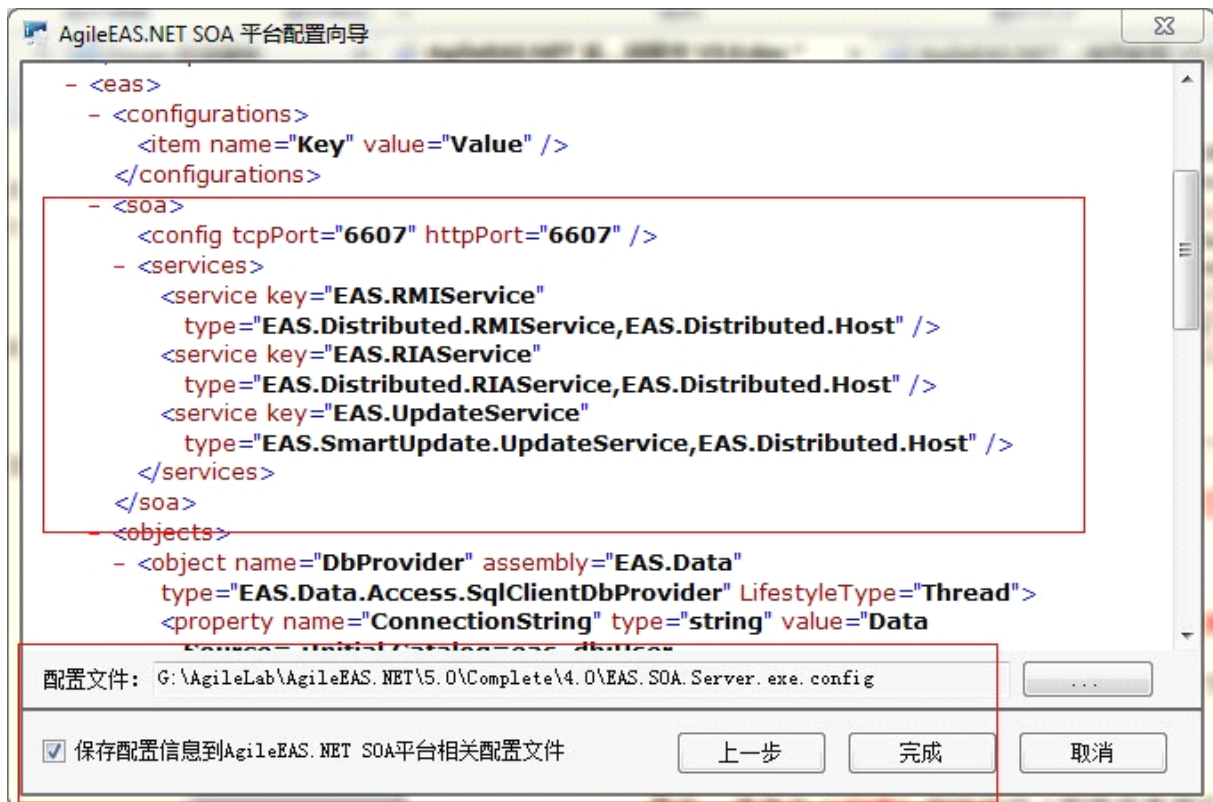 AgileEAS.NET SOA 平台配置向导
- <eas>
- <configurations>
<item name="Key" value="Value" />
</configurations>
- <soa>
<config tcpPort="6607" httpPort="6607" />
- <services>
<service key="EAS.RMIService"
type="EAS.Distributed.RMIService,EAS.Distributed.Host" />
<service key="EAS.RIAService"
type="EAS.Distributed.RIAService,EAS.Distributed.Host" />
<service key="EAS.UpdateService"
type="EAS.SmartUpdate.UpdateService,EAS.Distributed.Host" />
</services>
</soa>
- <objects>
- <object name="DbProvider" assembly="EAS.Data"
type="EAS.Data.Access.SqlClientDbProvider" LifestyleType="Thread">
<property name="ConnectionString" type="string" value="Data
配置文件: G:\AgileLab\AgileEAS.NET\5.0\Complete\4.0\EAS.SOA.Server.exe.config ...
保存配置信息到AgileEAS.NET SOA平台相关配置文件 上一步 完成 取消